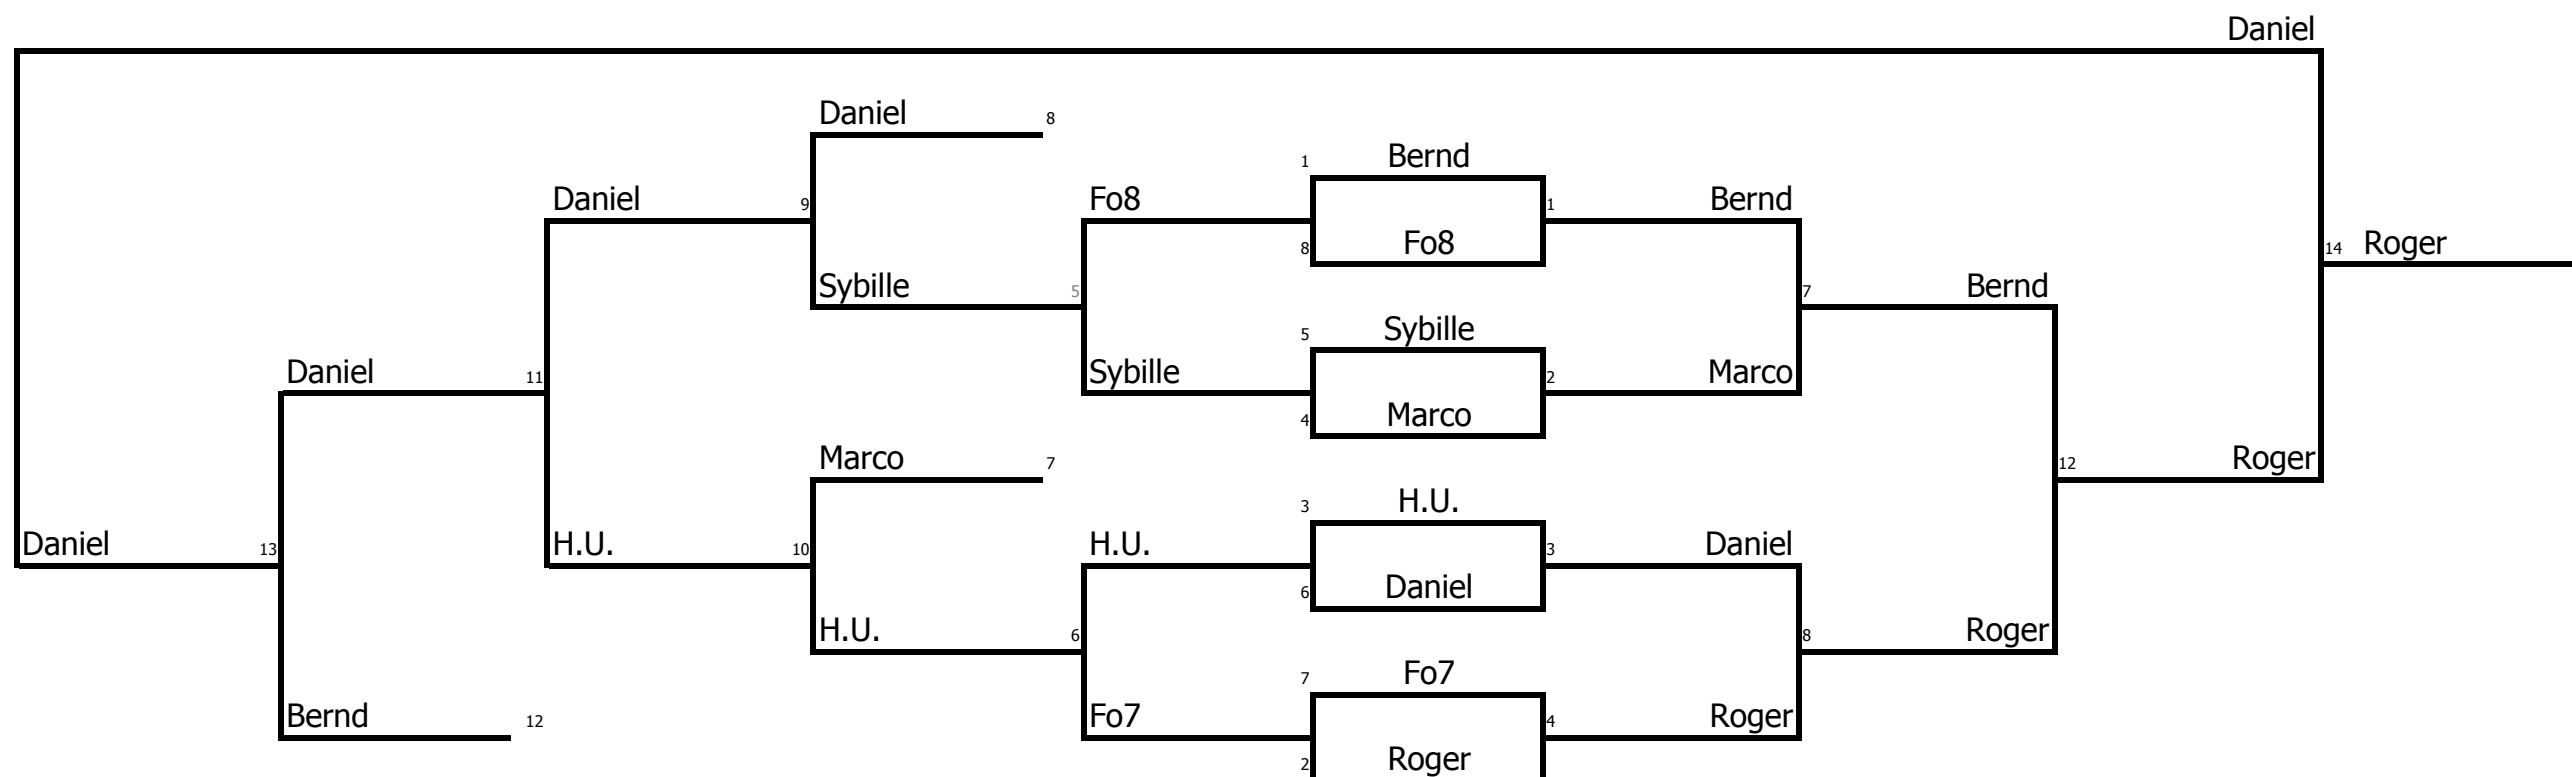 Daniel
Daniel 8
1 Bernd
Daniel 9 Fo8 1 Bernd
8 Fo8 14 Roger
Sybille 5 7 Bernd
5 Sybille
Daniel 11 Sybille 2 Marco
4 Marco
Marco 7 12 Roger
3 H.U.
Daniel 13 H.U. 10 H.U. 3 Daniel
6 Daniel
H.U. 6 8 Roger
7 Fo7
Bernd 12 Fo7 4 Roger
2 Roger